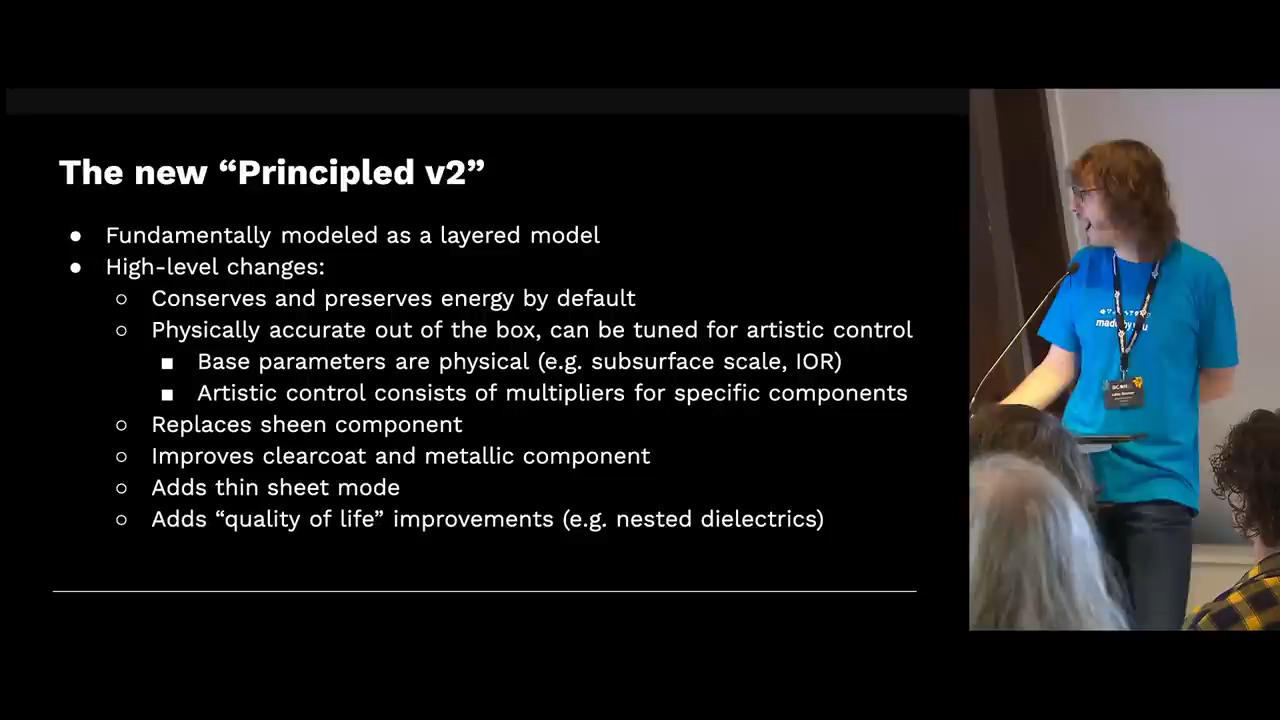 The new “Principled v2”
● Fundamentally modeled as a layered model
● High-level changes:
○ Conserves and preserves energy by default
○ Physically accurate out of the box, can be tuned for artistic control
■ Base parameters are physical (e.g. subsurface scale, IOR)
■ Artistic control consists of multipliers for specific components
○ Replaces sheen component
○ Improves clearcoat and metallic component
○ Adds thin sheet mode
○ Adds “quality of life” improvements (e.g. nested dielectrics)
made by you